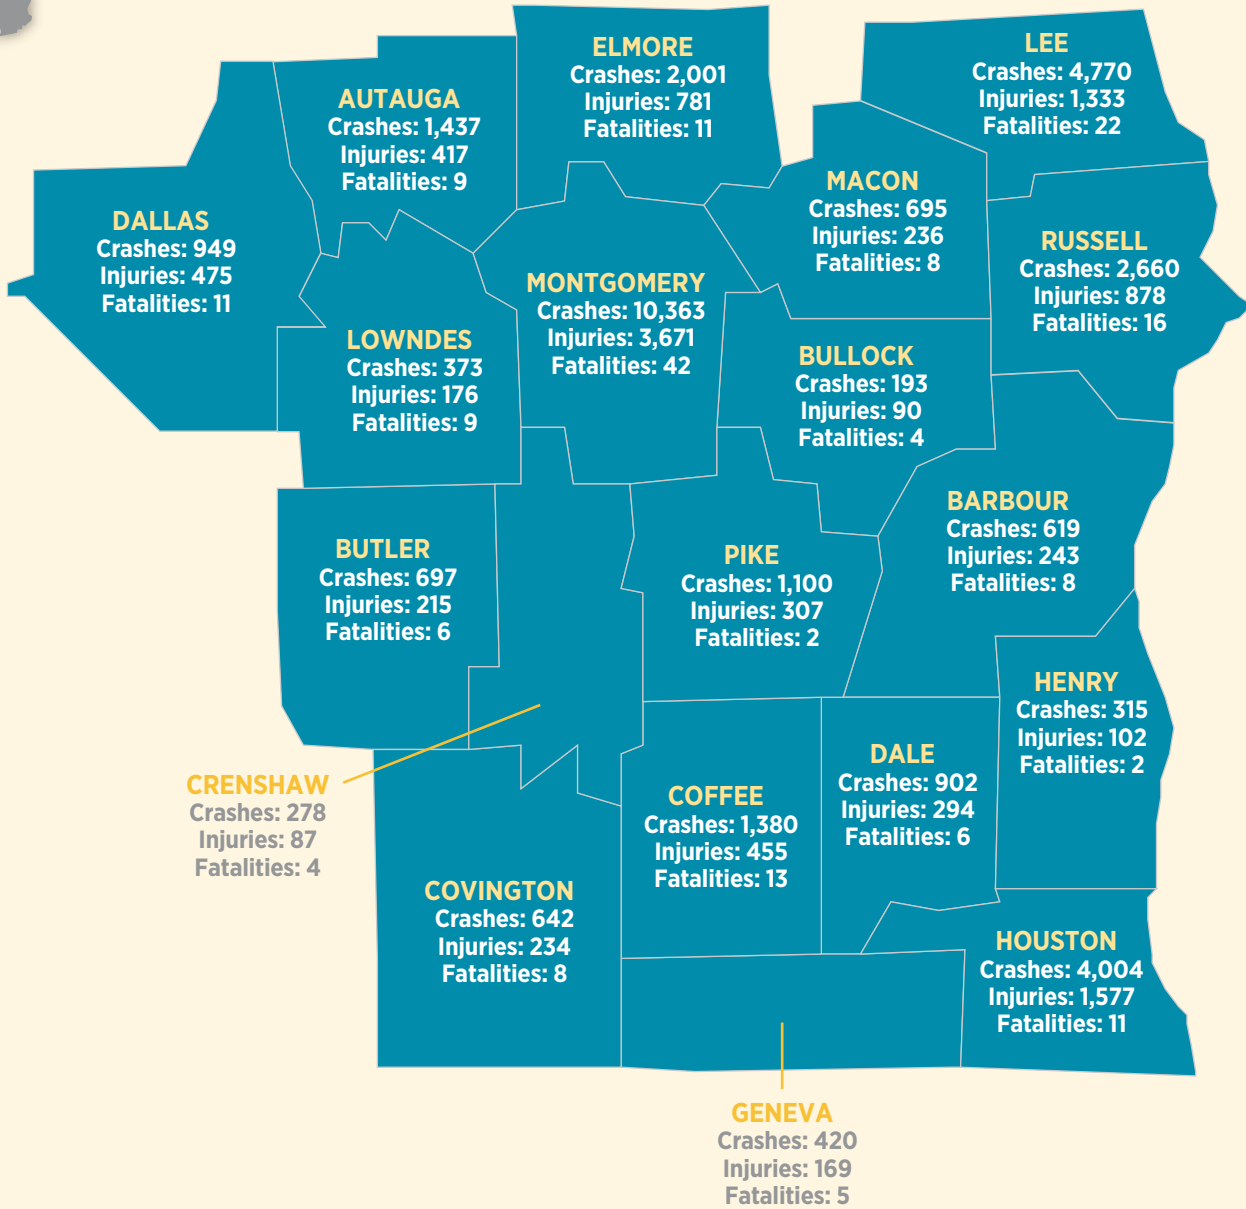 ELMORE
Crashes: 2,001
Injuries: 781
Fatalities: 11
LEE
Crashes: 4,770
Injuries: 1,333
Fatalities: 22
AUTAUGA
Crashes: 1,437
Injuries: 417
Fatalities: 9
MACON
Crashes: 695
Injuries: 236
Fatalities: 8
DALLAS
Crashes: 949
Injuries: 475
Fatalities: 11
RUSSELL
Crashes: 2,660
Injuries: 878
Fatalities: 16
MONTGOMERY
Crashes: 10,363
Injuries: 3,671
Fatalities: 42
LOWNDES
Crashes: 373
Injuries: 176
Fatalities: 9
BULLOCK
Crashes: 193
Injuries: 90
Fatalities: 4
BARBOUR
Crashes: 619
Injuries: 243
Fatalities: 8
BUTLER
Crashes: 697
Injuries: 215
Fatalities: 6
PIKE
Crashes: 1,100
Injuries: 307
Fatalities: 2
HENRY
Crashes: 315
Injuries: 102
Fatalities: 2
DALE
Crashes: 902
Injuries: 294
Fatalities: 6
CRENSHAW
Crashes: 278
Injuries: 87
Fatalities: 4
COFFEE
Crashes: 1,380
Injuries: 455
Fatalities: 13
COVINGTON
Crashes: 642
Injuries: 234
Fatalities: 8
HOUSTON
Crashes: 4,004
Injuries: 1,577
Fatalities: 11
GENEVA
Crashes: 420
Injuries: 169
Fatalities: 5